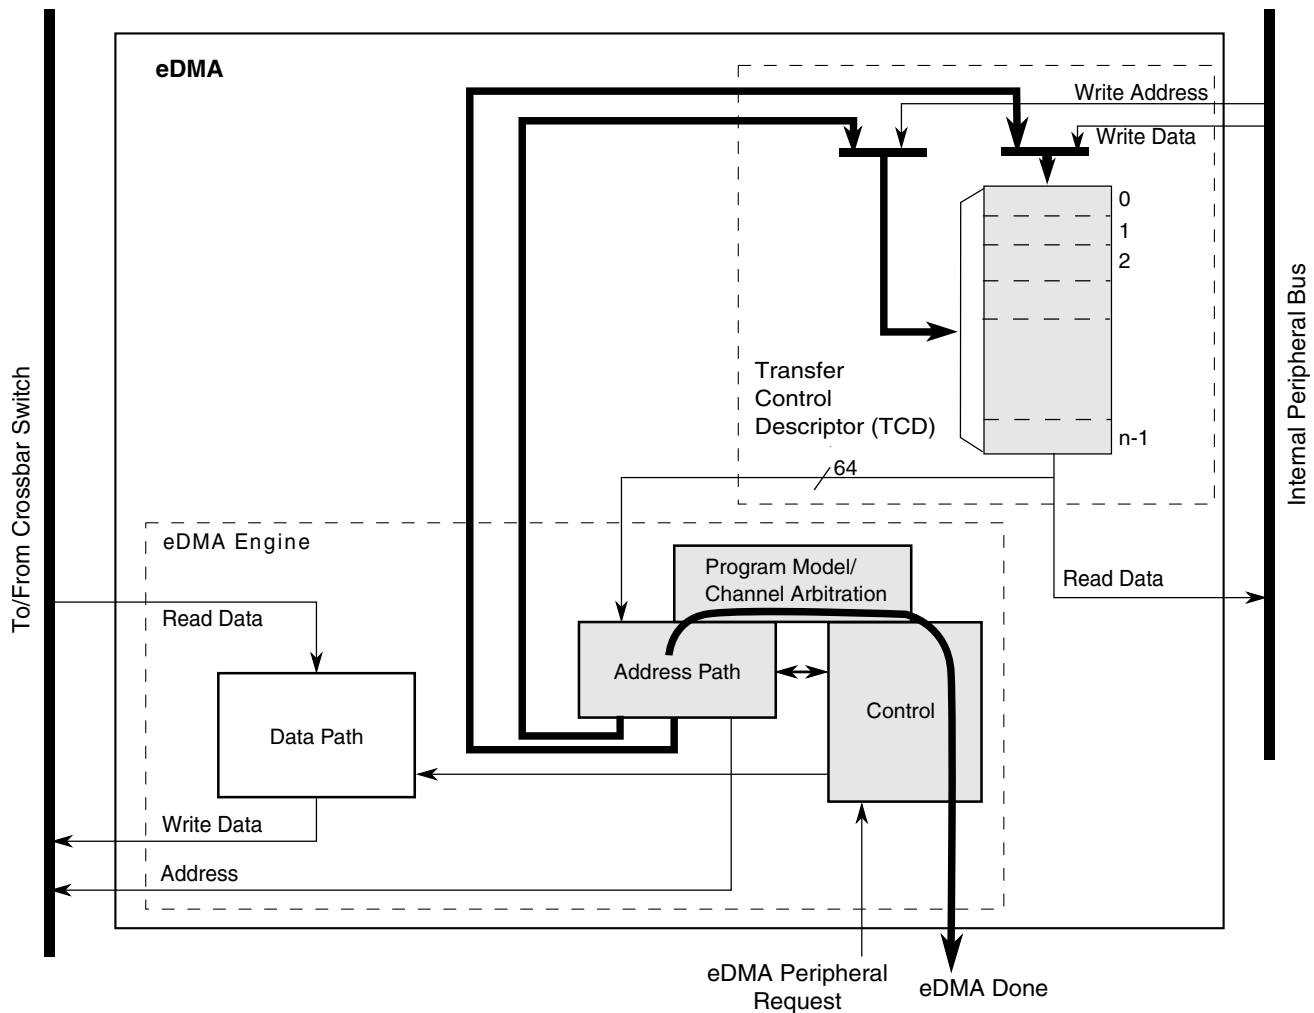 eDMA
Write Address
Write Data
0
1
2
n-1
Transfer
Control
Descriptor (TCD)
64
eDMA Engine
Program Model/
Channel Arbitration
Read Data
Read Data
Address Path
Control
Data Path
Write Data
Address
eDMA Peripheral
Request
eDMA Done
To/From Crossbar Switch
Internal Peripheral Bus